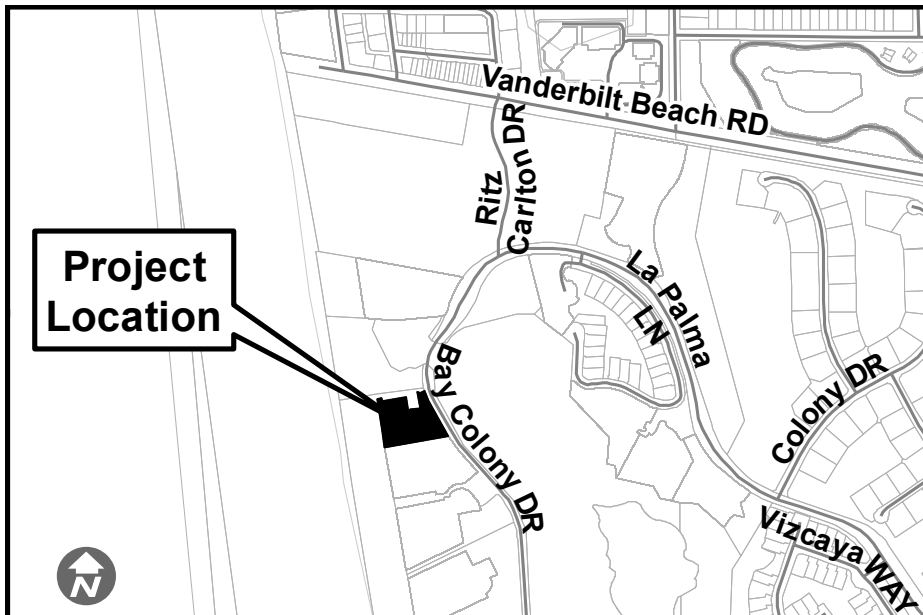 Vanderbilt Beach RD
Ritz
Carlton DR
Project
Location
La Palma
LN
Bay Colony DR
Colony DR
Vizcaya WAY
N